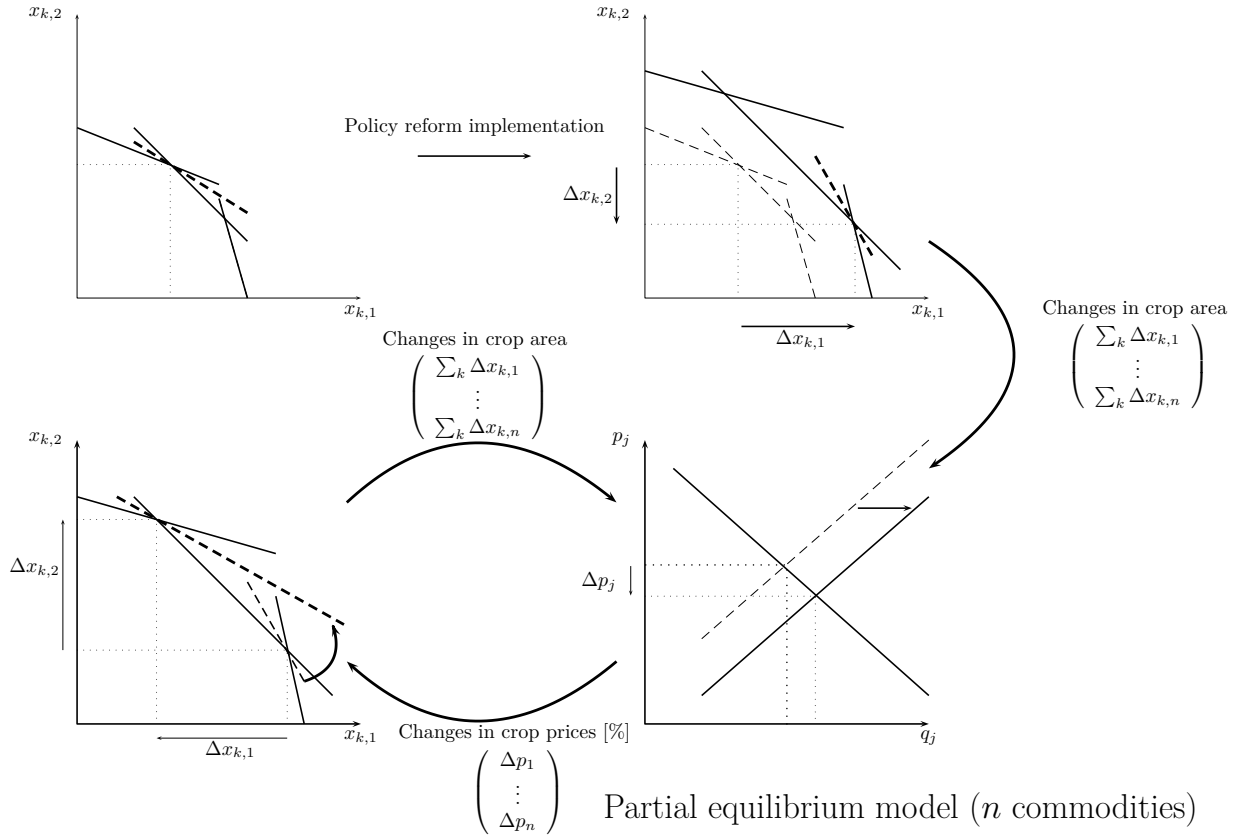 x_{k,2}
x_{k,1}
Policy reform implementation
x_{k,2}
Δx_{k,2}
x_{k,1}
Δx_{k,1}
Changes in crop area
( ∑_k Δx_{k,1}
⋮
∑_k Δx_{k,n} )
Changes in crop area
( ∑_k Δx_{k,1}
⋮
∑_k Δx_{k,n} )
x_{k,2}
Δx_{k,2}
x_{k,1}
Δx_{k,1}
p_j
Δp_j
q_j
Changes in crop prices [%]
( Δp_1
⋮
Δp_n )
Partial equilibrium model (n commodities)